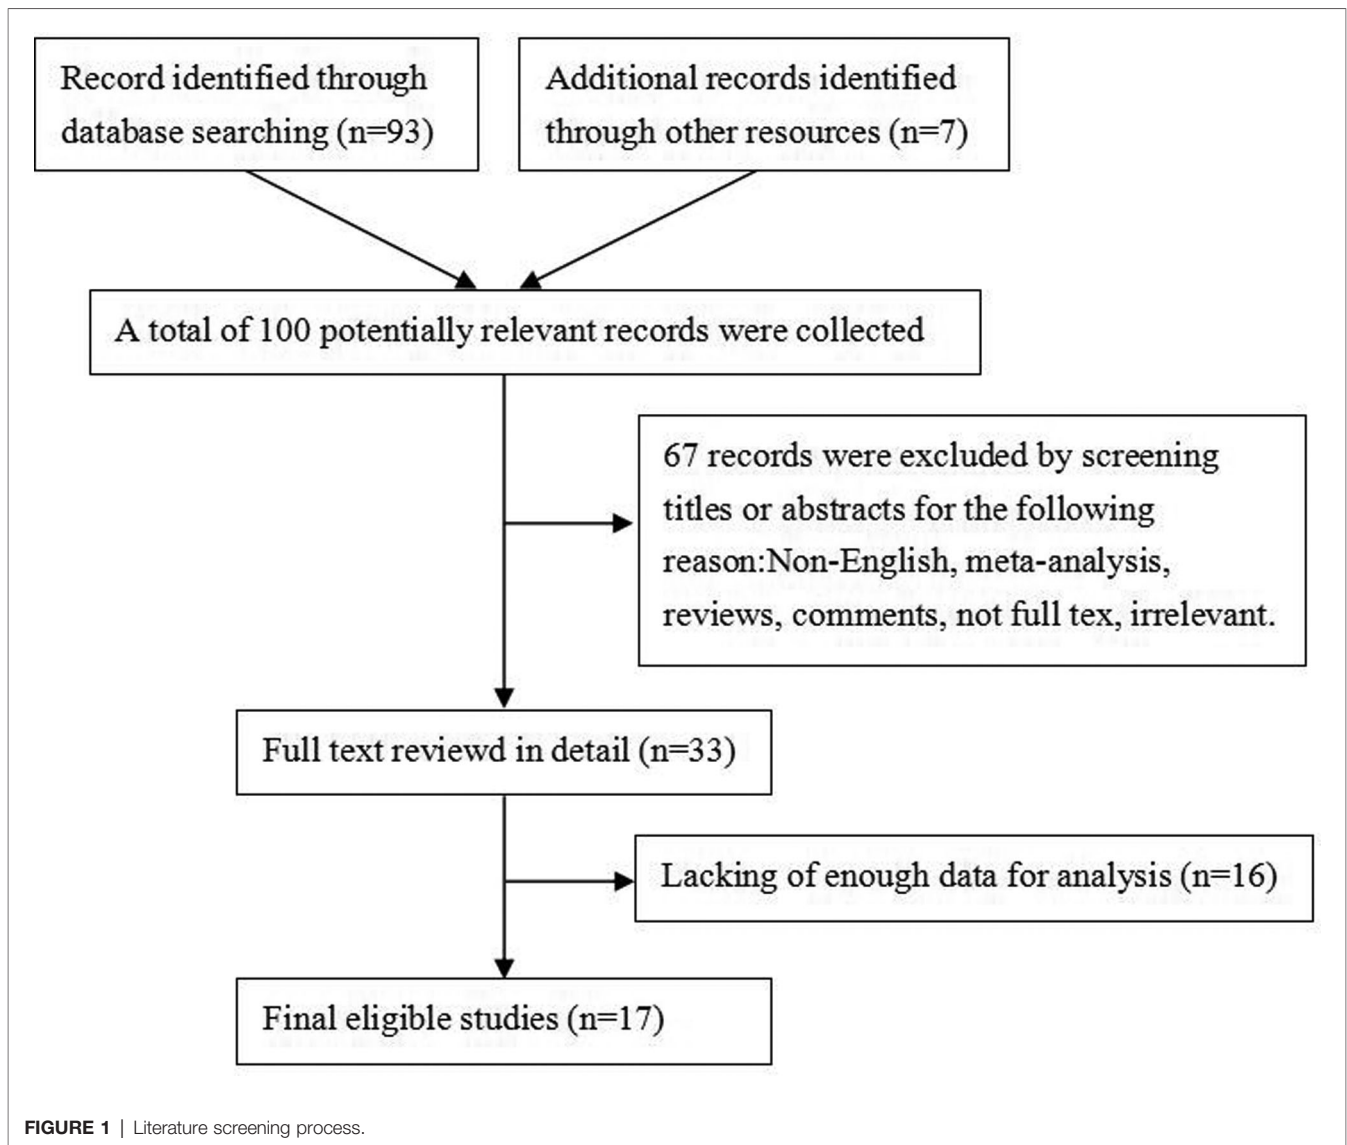 Record identified through
database searching (n=93)
Additional records identified
through other resources (n=7)
A total of 100 potentially relevant records were collected
67 records were excluded by screening
titles or abstracts for the following
reason:Non-English, meta-analysis,
reviews, comments, not full tex, irrelevant.
Full text reviewd in detail (n=33)
Lacking of enough data for analysis (n=16)
Final eligible studies (n=17)
FIGURE 1 | Literature screening process.